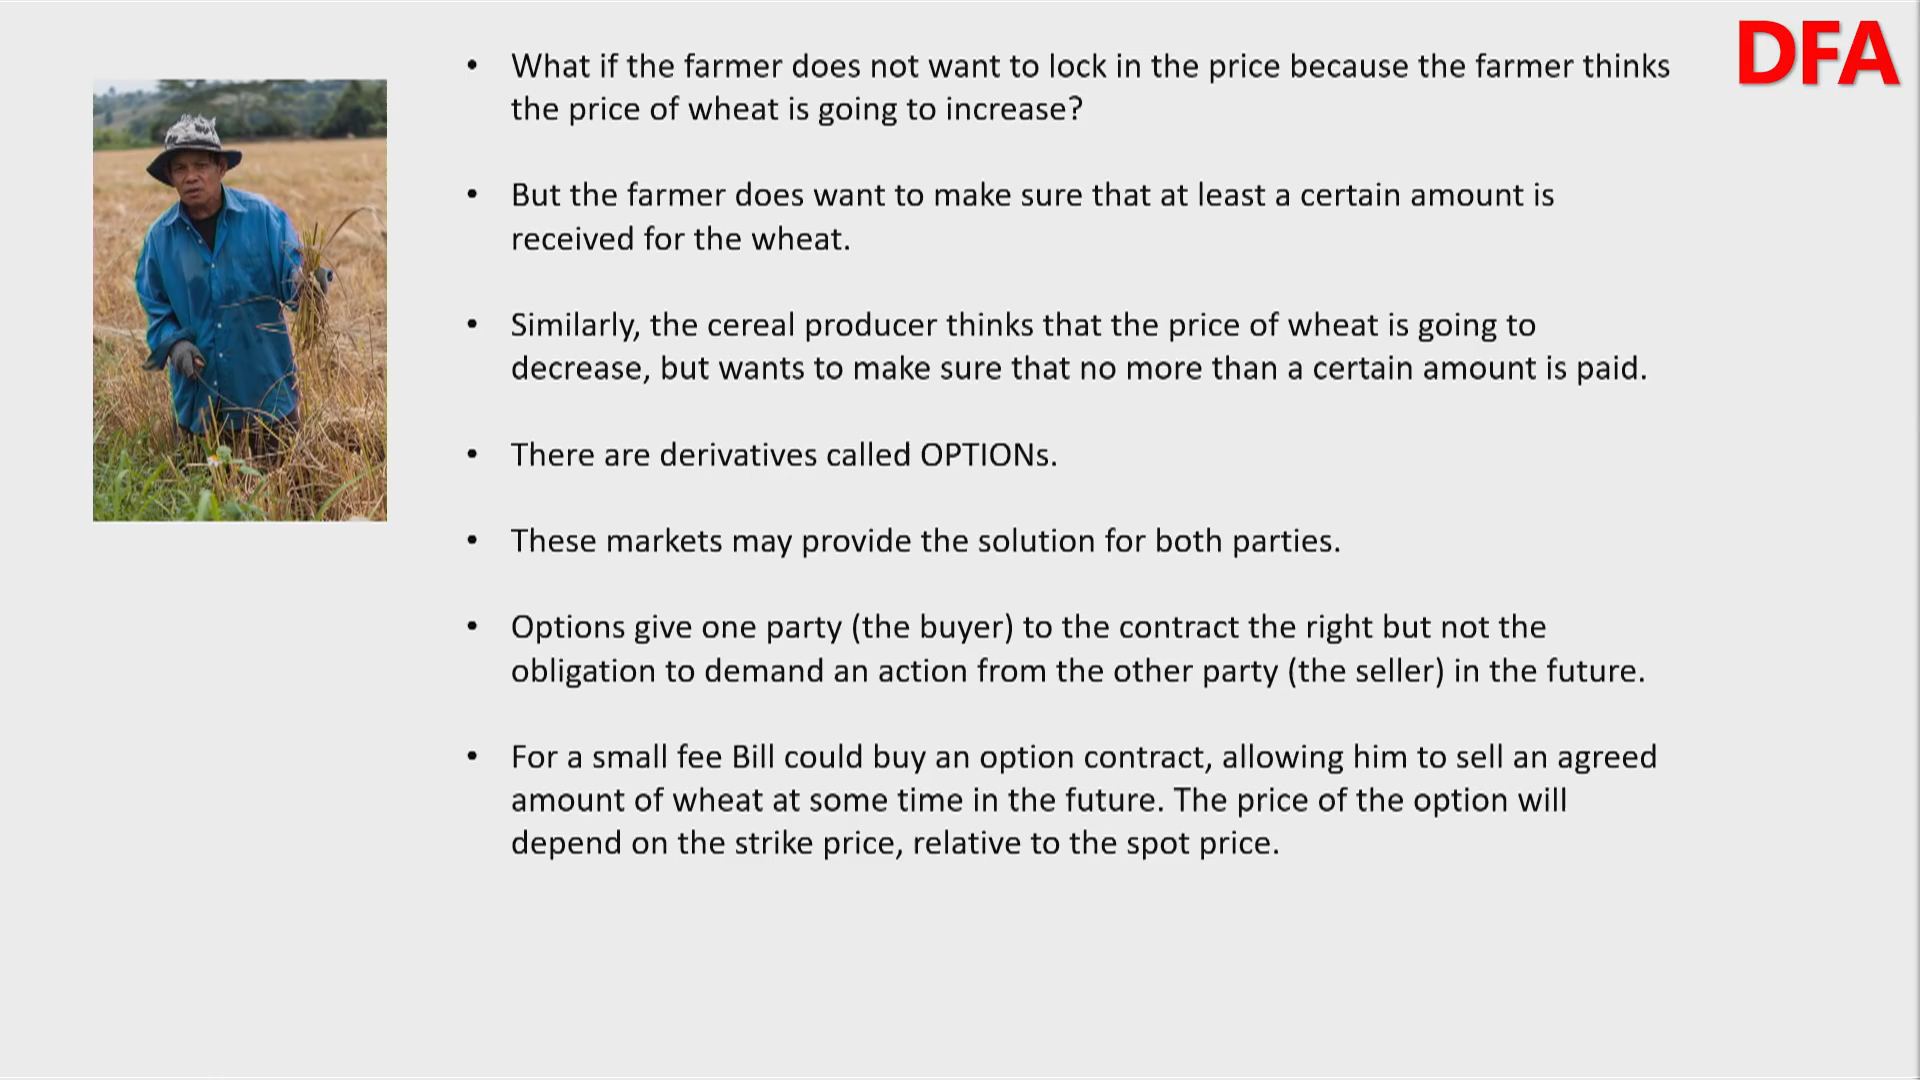 DFA
• What if the farmer does not want to lock in the price because the farmer thinks
the price of wheat is going to increase?
• But the farmer does want to make sure that at least a certain amount is
received for the wheat.
• Similarly, the cereal producer thinks that the price of wheat is going to
decrease, but wants to make sure that no more than a certain amount is paid.
• There are derivatives called OPTIONs.
• These markets may provide the solution for both parties.
• Options give one party (the buyer) to the contract the right but not the
obligation to demand an action from the other party (the seller) in the future.
• For a small fee Bill could buy an option contract, allowing him to sell an agreed
amount of wheat at some time in the future. The price of the option will
depend on the strike price, relative to the spot price.